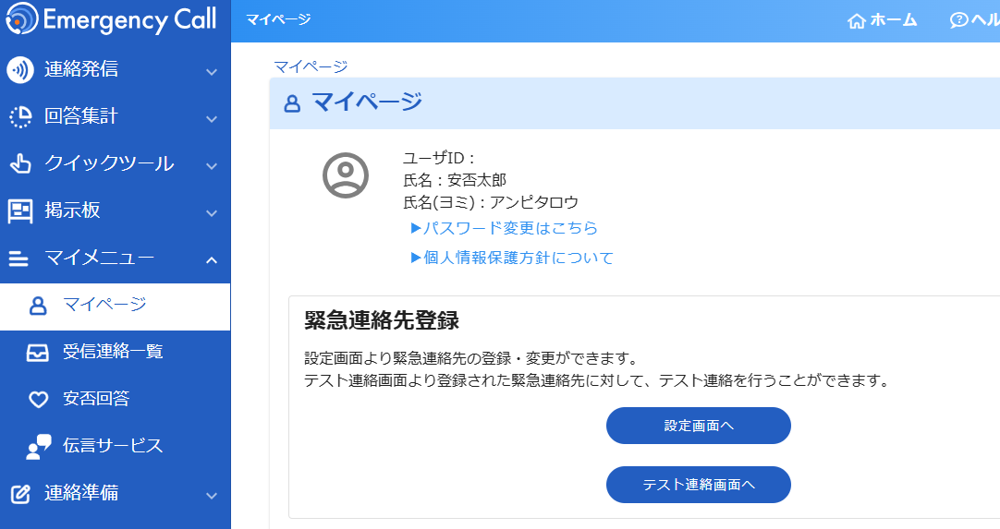 Emergency Call
マイページ
ホーム
連絡発信
回答集計
クイックツール
掲示板
マイメニュー
マイページ
受信連絡一覧
安否回答
伝言サービス
連絡準備
マイページ
マイページ
ユーザID：
氏名：安否太郎
氏名(ヨミ)：アンピタロウ
▶パスワード変更はこちら
▶個人情報保護方針について
緊急連絡先登録
設定画面より緊急連絡先の登録・変更ができます。
テスト連絡画面より登録された緊急連絡先に対して、テスト連絡を行うことができます。
設定画面へ
テスト連絡画面へ